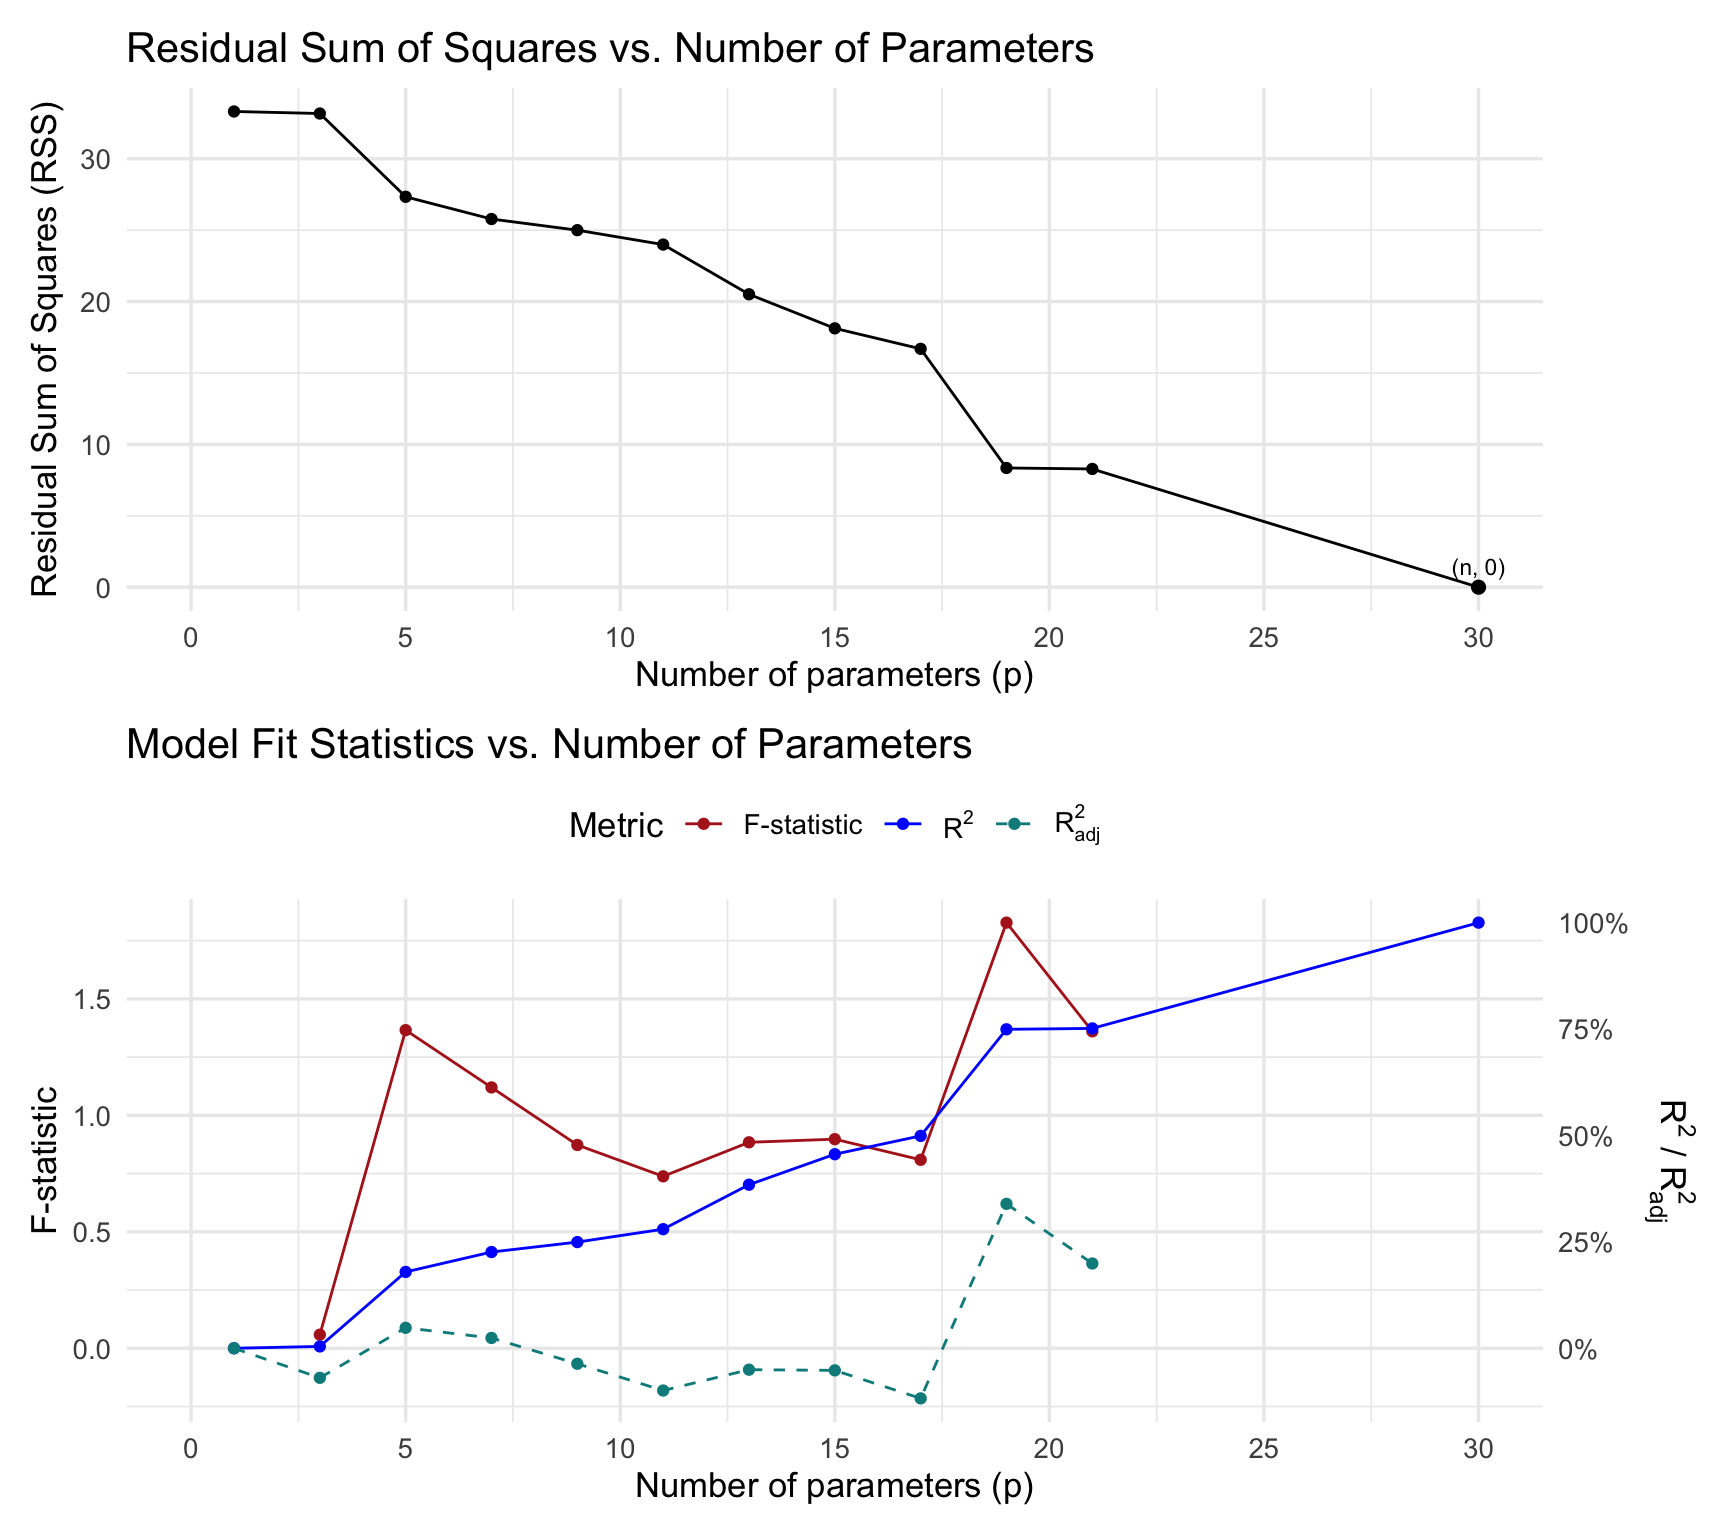 Residual Sum of Squares vs. Number of Parameters
Residual Sum of Squares (RSS)
30
20
10
0
(n, 0)
0 5 10 15 20 25 30
Number of parameters (p)
Model Fit Statistics vs. Number of Parameters
Metric F-statistic R² R²adj
F-statistic
1.5
1.0
0.5
0.0
100%
75%
50%
25%
0%
R² / R²adj
0 5 10 15 20 25 30
Number of parameters (p)